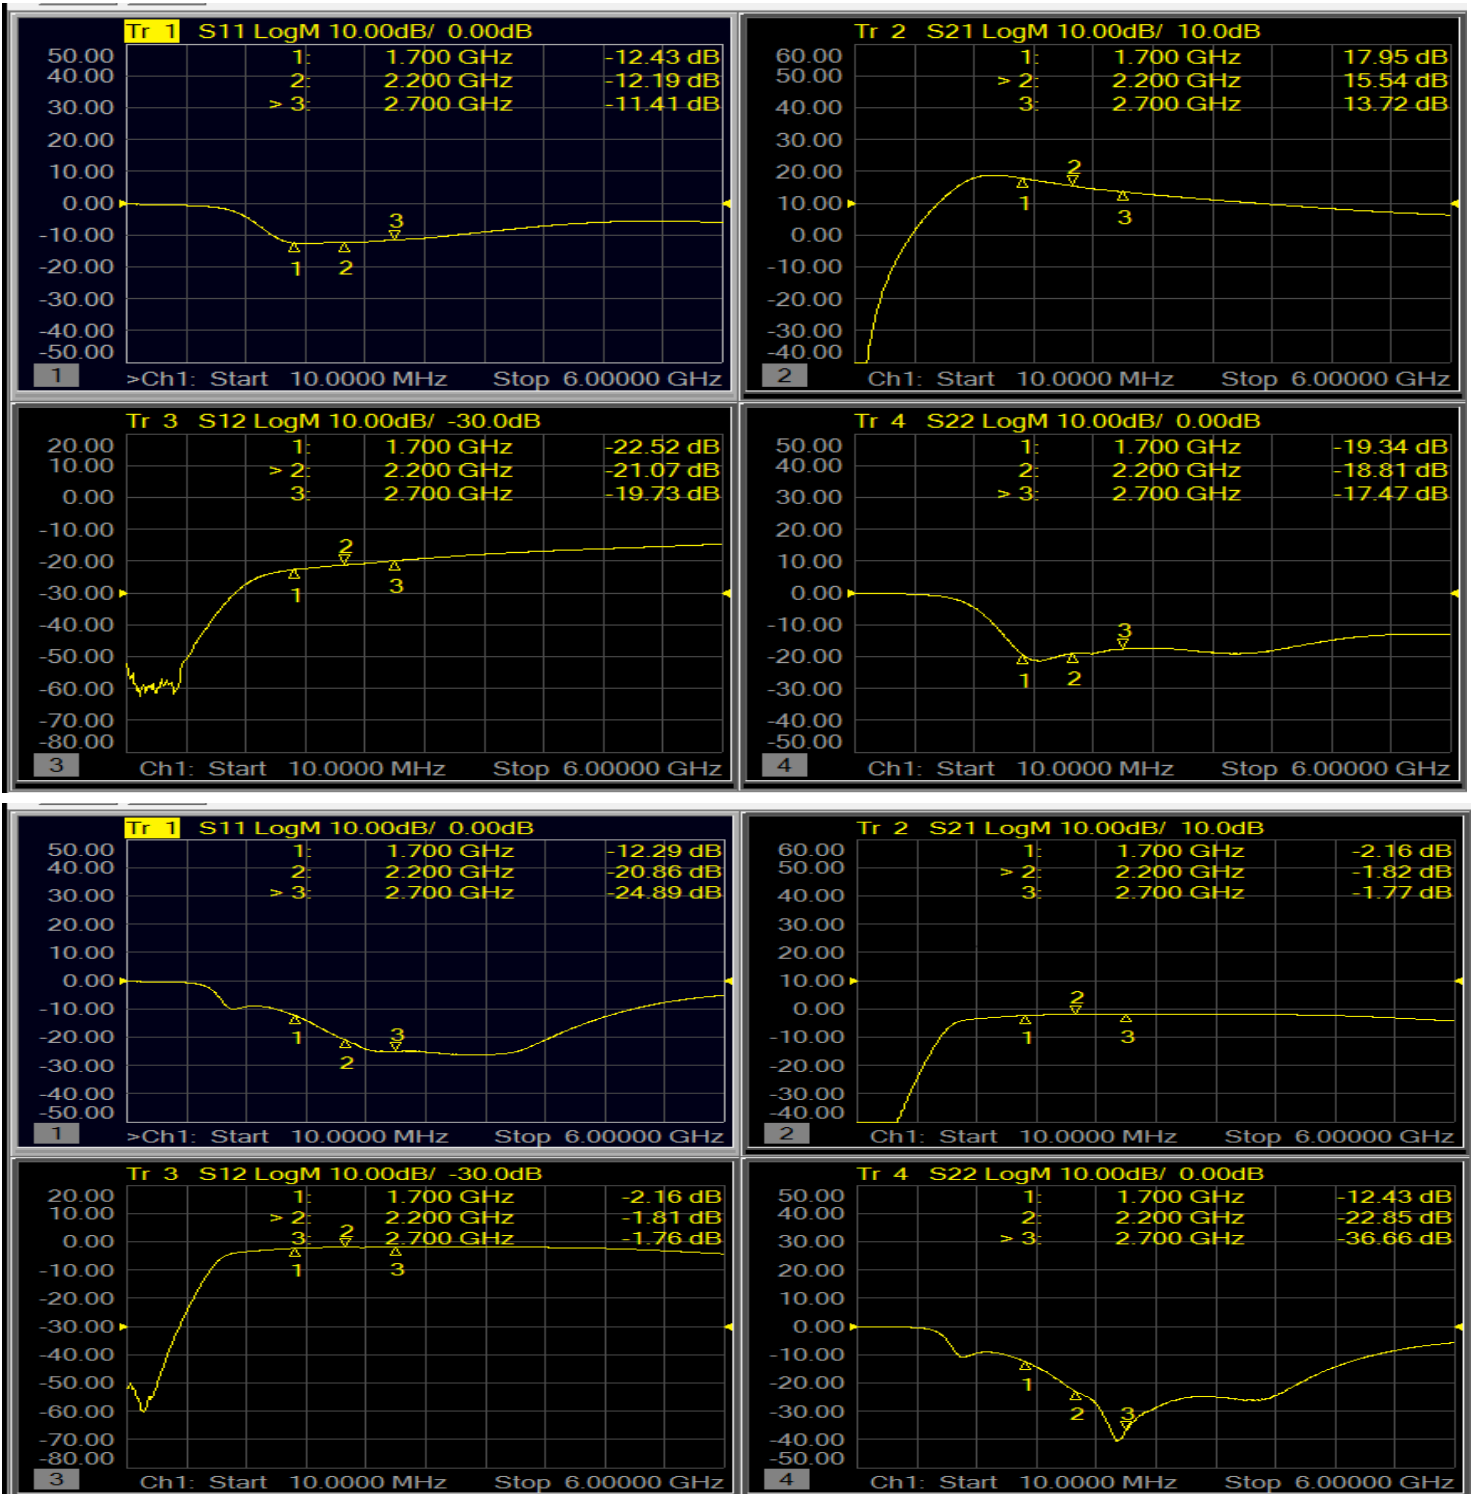 Tr 1 S11 LogM 10.00dB/ 0.00dB
50.00
40.00
30.00
20.00
10.00
0.00
-10.00
-20.00
-30.00
-40.00
-50.00
1: 1.700 GHz -12.43 dB
2: 2.200 GHz -12.19 dB
> 3: 2.700 GHz -11.41 dB
1 2 3
1 >Ch1: Start 10.0000 MHz Stop 6.00000 GHz
Tr 2 S21 LogM 10.00dB/ 10.0dB
60.00
50.00
40.00
30.00
20.00
10.00
0.00
-10.00
-20.00
-30.00
-40.00
1: 1.700 GHz 17.95 dB
> 2: 2.200 GHz 15.54 dB
3: 2.700 GHz 13.72 dB
1 2 3
2 Ch1: Start 10.0000 MHz Stop 6.00000 GHz
Tr 3 S12 LogM 10.00dB/ -30.0dB
20.00
10.00
0.00
-10.00
-20.00
-30.00
-40.00
-50.00
-60.00
-70.00
-80.00
1: 1.700 GHz -22.52 dB
> 2: 2.200 GHz -21.07 dB
3: 2.700 GHz -19.73 dB
1 2 3
3 Ch1: Start 10.0000 MHz Stop 6.00000 GHz
Tr 4 S22 LogM 10.00dB/ 0.00dB
50.00
40.00
30.00
20.00
10.00
0.00
-10.00
-20.00
-30.00
-40.00
-50.00
1: 1.700 GHz -19.34 dB
2: 2.200 GHz -18.81 dB
> 3: 2.700 GHz -17.47 dB
1 2 3
4 Ch1: Start 10.0000 MHz Stop 6.00000 GHz
Tr 1 S11 LogM 10.00dB/ 0.00dB
50.00
40.00
30.00
20.00
10.00
0.00
-10.00
-20.00
-30.00
-40.00
-50.00
1: 1.700 GHz -12.29 dB
2: 2.200 GHz -20.86 dB
> 3: 2.700 GHz -24.89 dB
1 2 3
1 >Ch1: Start 10.0000 MHz Stop 6.00000 GHz
Tr 2 S21 LogM 10.00dB/ 10.0dB
60.00
50.00
40.00
30.00
20.00
10.00
0.00
-10.00
-20.00
-30.00
-40.00
1: 1.700 GHz -2.16 dB
> 2: 2.200 GHz -1.82 dB
3: 2.700 GHz -1.77 dB
1 2 3
2 Ch1: Start 10.0000 MHz Stop 6.00000 GHz
Tr 3 S12 LogM 10.00dB/ -30.0dB
20.00
10.00
0.00
-10.00
-20.00
-30.00
-40.00
-50.00
-60.00
-70.00
-80.00
1: 1.700 GHz -2.16 dB
> 2: 2.200 GHz -1.81 dB
3: 2.700 GHz -1.76 dB
1 2 3
3 Ch1: Start 10.0000 MHz Stop 6.00000 GHz
Tr 4 S22 LogM 10.00dB/ 0.00dB
50.00
40.00
30.00
20.00
10.00
0.00
-10.00
-20.00
-30.00
-40.00
-50.00
1: 1.700 GHz -12.43 dB
2: 2.200 GHz -22.85 dB
> 3: 2.700 GHz -36.66 dB
1 2 3
4 Ch1: Start 10.0000 MHz Stop 6.00000 GHz